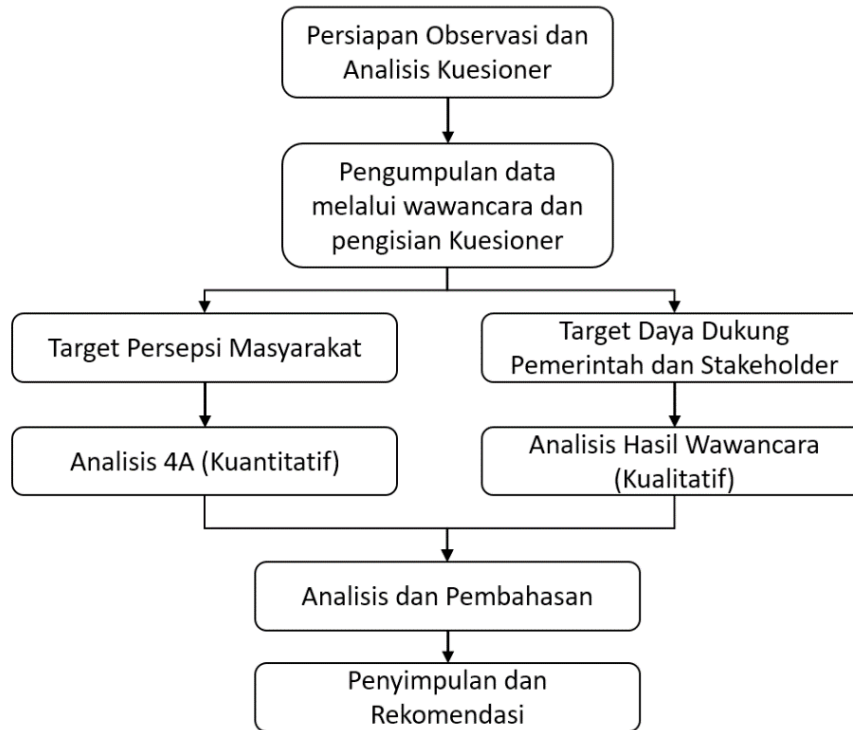 Persiapan Observasi dan
Analisis Kuesioner
Pengumpulan data
melalui wawancara dan
pengisian Kuesioner
Target Persepsi Masyarakat
Target Daya Dukung
Pemerintah dan Stakeholder
Analisis 4A (Kuantitatif)
Analisis Hasil Wawancara
(Kualitatif)
Analisis dan Pembahasan
Penyimpulan dan
Rekomendasi